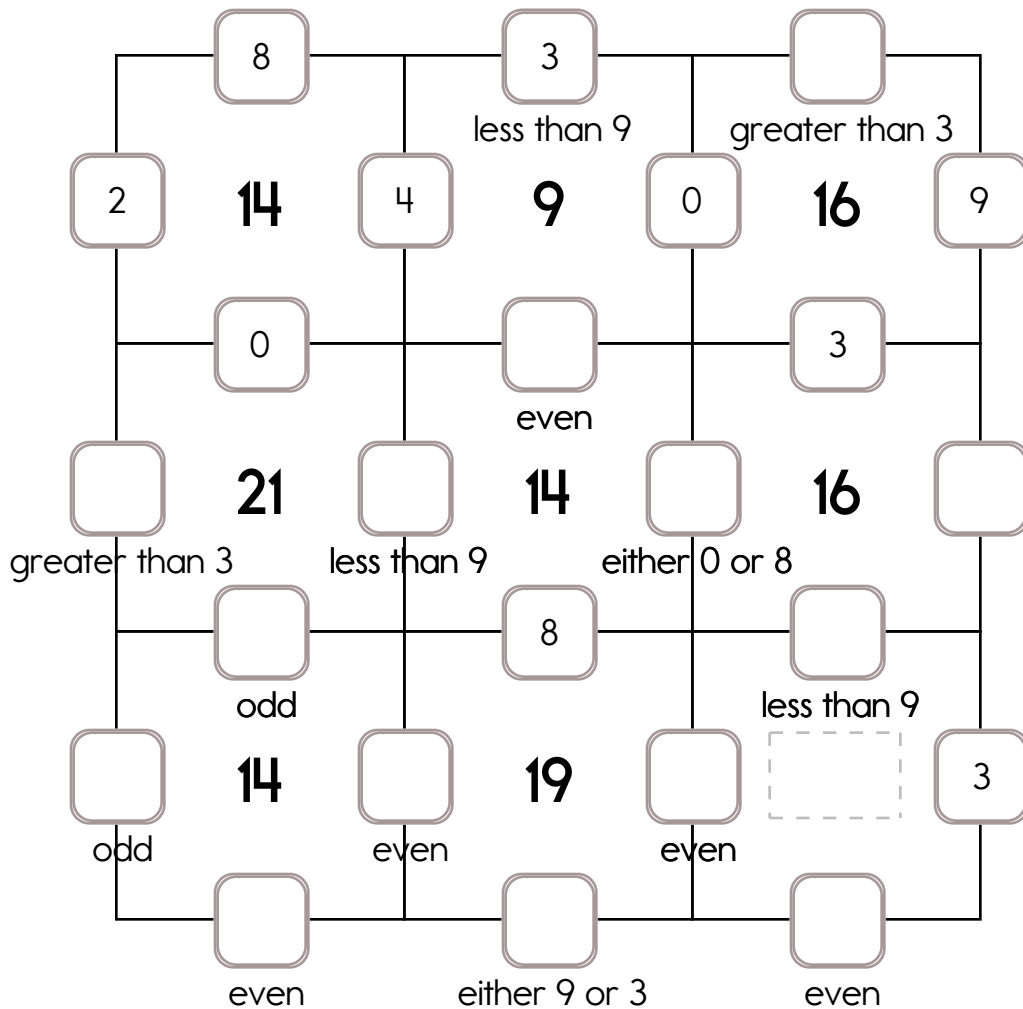 8 3
less than 9 greater than 3
2 14 4 9 0 16 9
0 3
even
21 14 16
greater than 3 less than 9 either 0 or 8
8
odd less than 9
14 19 3
odd even even
even either 9 or 3 even